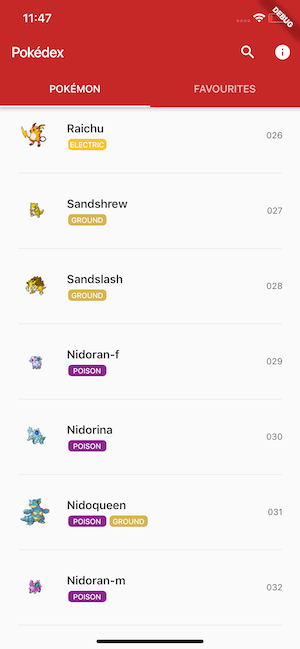 11:47
DEBUG
Pokédex
POKÉMON FAVOURITES
Raichu
ELECTRIC
026
Sandshrew
GROUND
027
Sandslash
GROUND
028
Nidoran-f
POISON
029
Nidorina
POISON
030
Nidoqueen
POISON GROUND
031
Nidoran-m
POISON
032